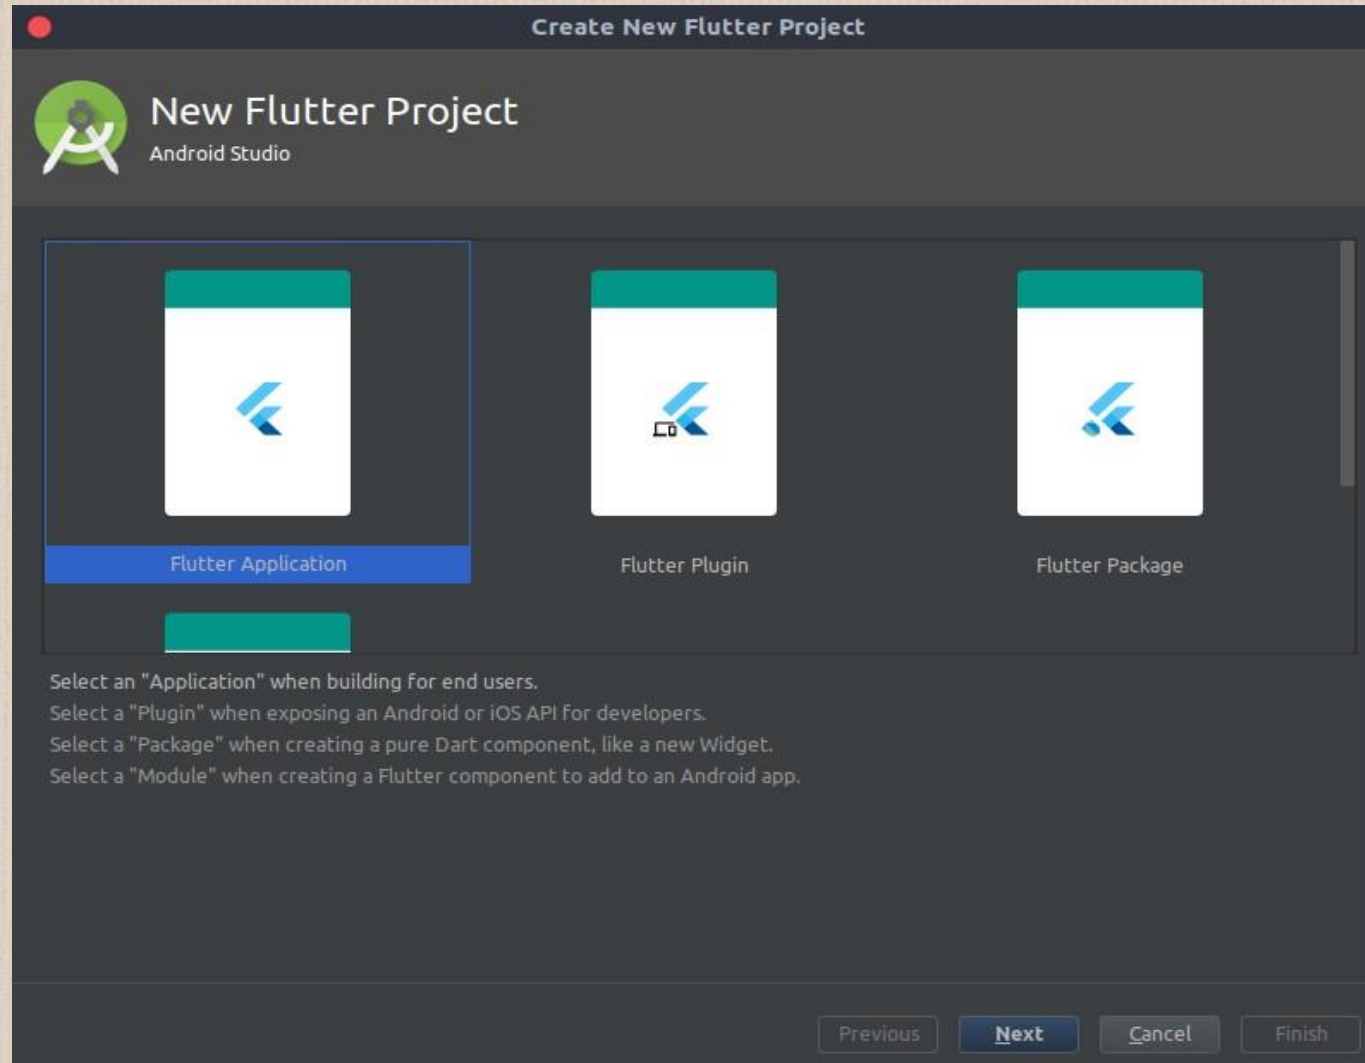 Create New Flutter Project
New Flutter Project
Android Studio
Flutter Application
Flutter Plugin
Flutter Package
Select an "Application" when building for end users.
Select a "Plugin" when exposing an Android or iOS API for developers.
Select a "Package" when creating a pure Dart component, like a new Widget.
Select a "Module" when creating a Flutter component to add to an Android app.
Previous
Next
Cancel
Finish